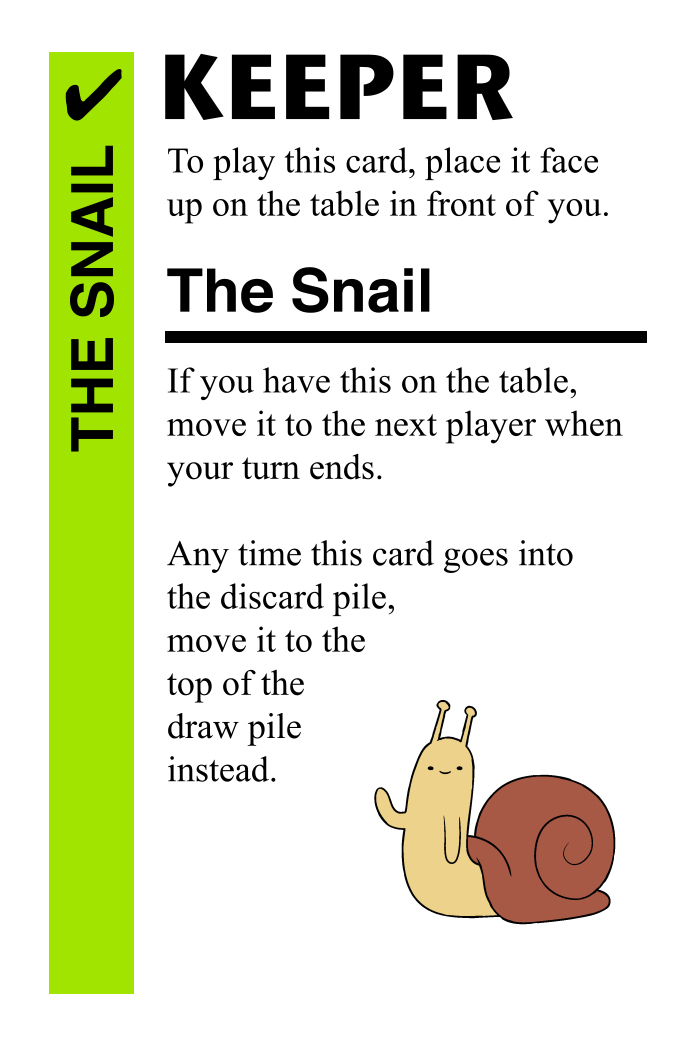 ✔ THE SNAIL
KEEPER
To play this card, place it face
up on the table in front of you.
The Snail
If you have this on the table,
move it to the next player when
your turn ends.
Any time this card goes into
the discard pile,
move it to the
top of the
draw pile
instead.